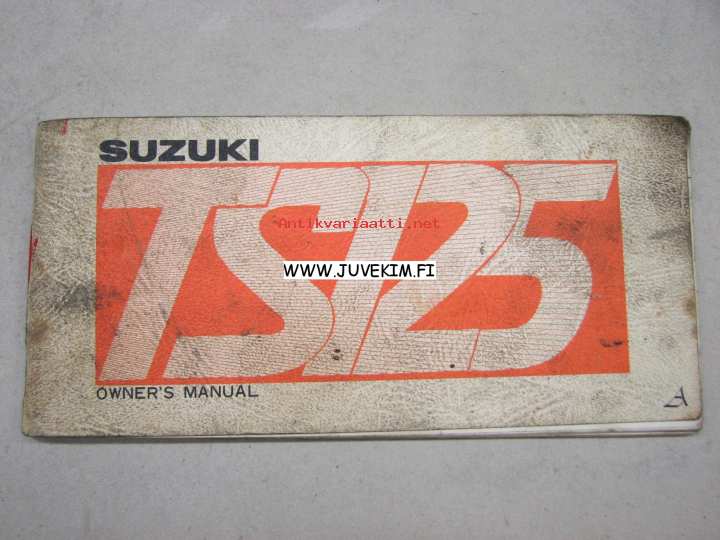 SUZUKI
TS125
Antikvariaatti.net
WWW.JUVEKIM.FI
OWNER'S MANUAL
A